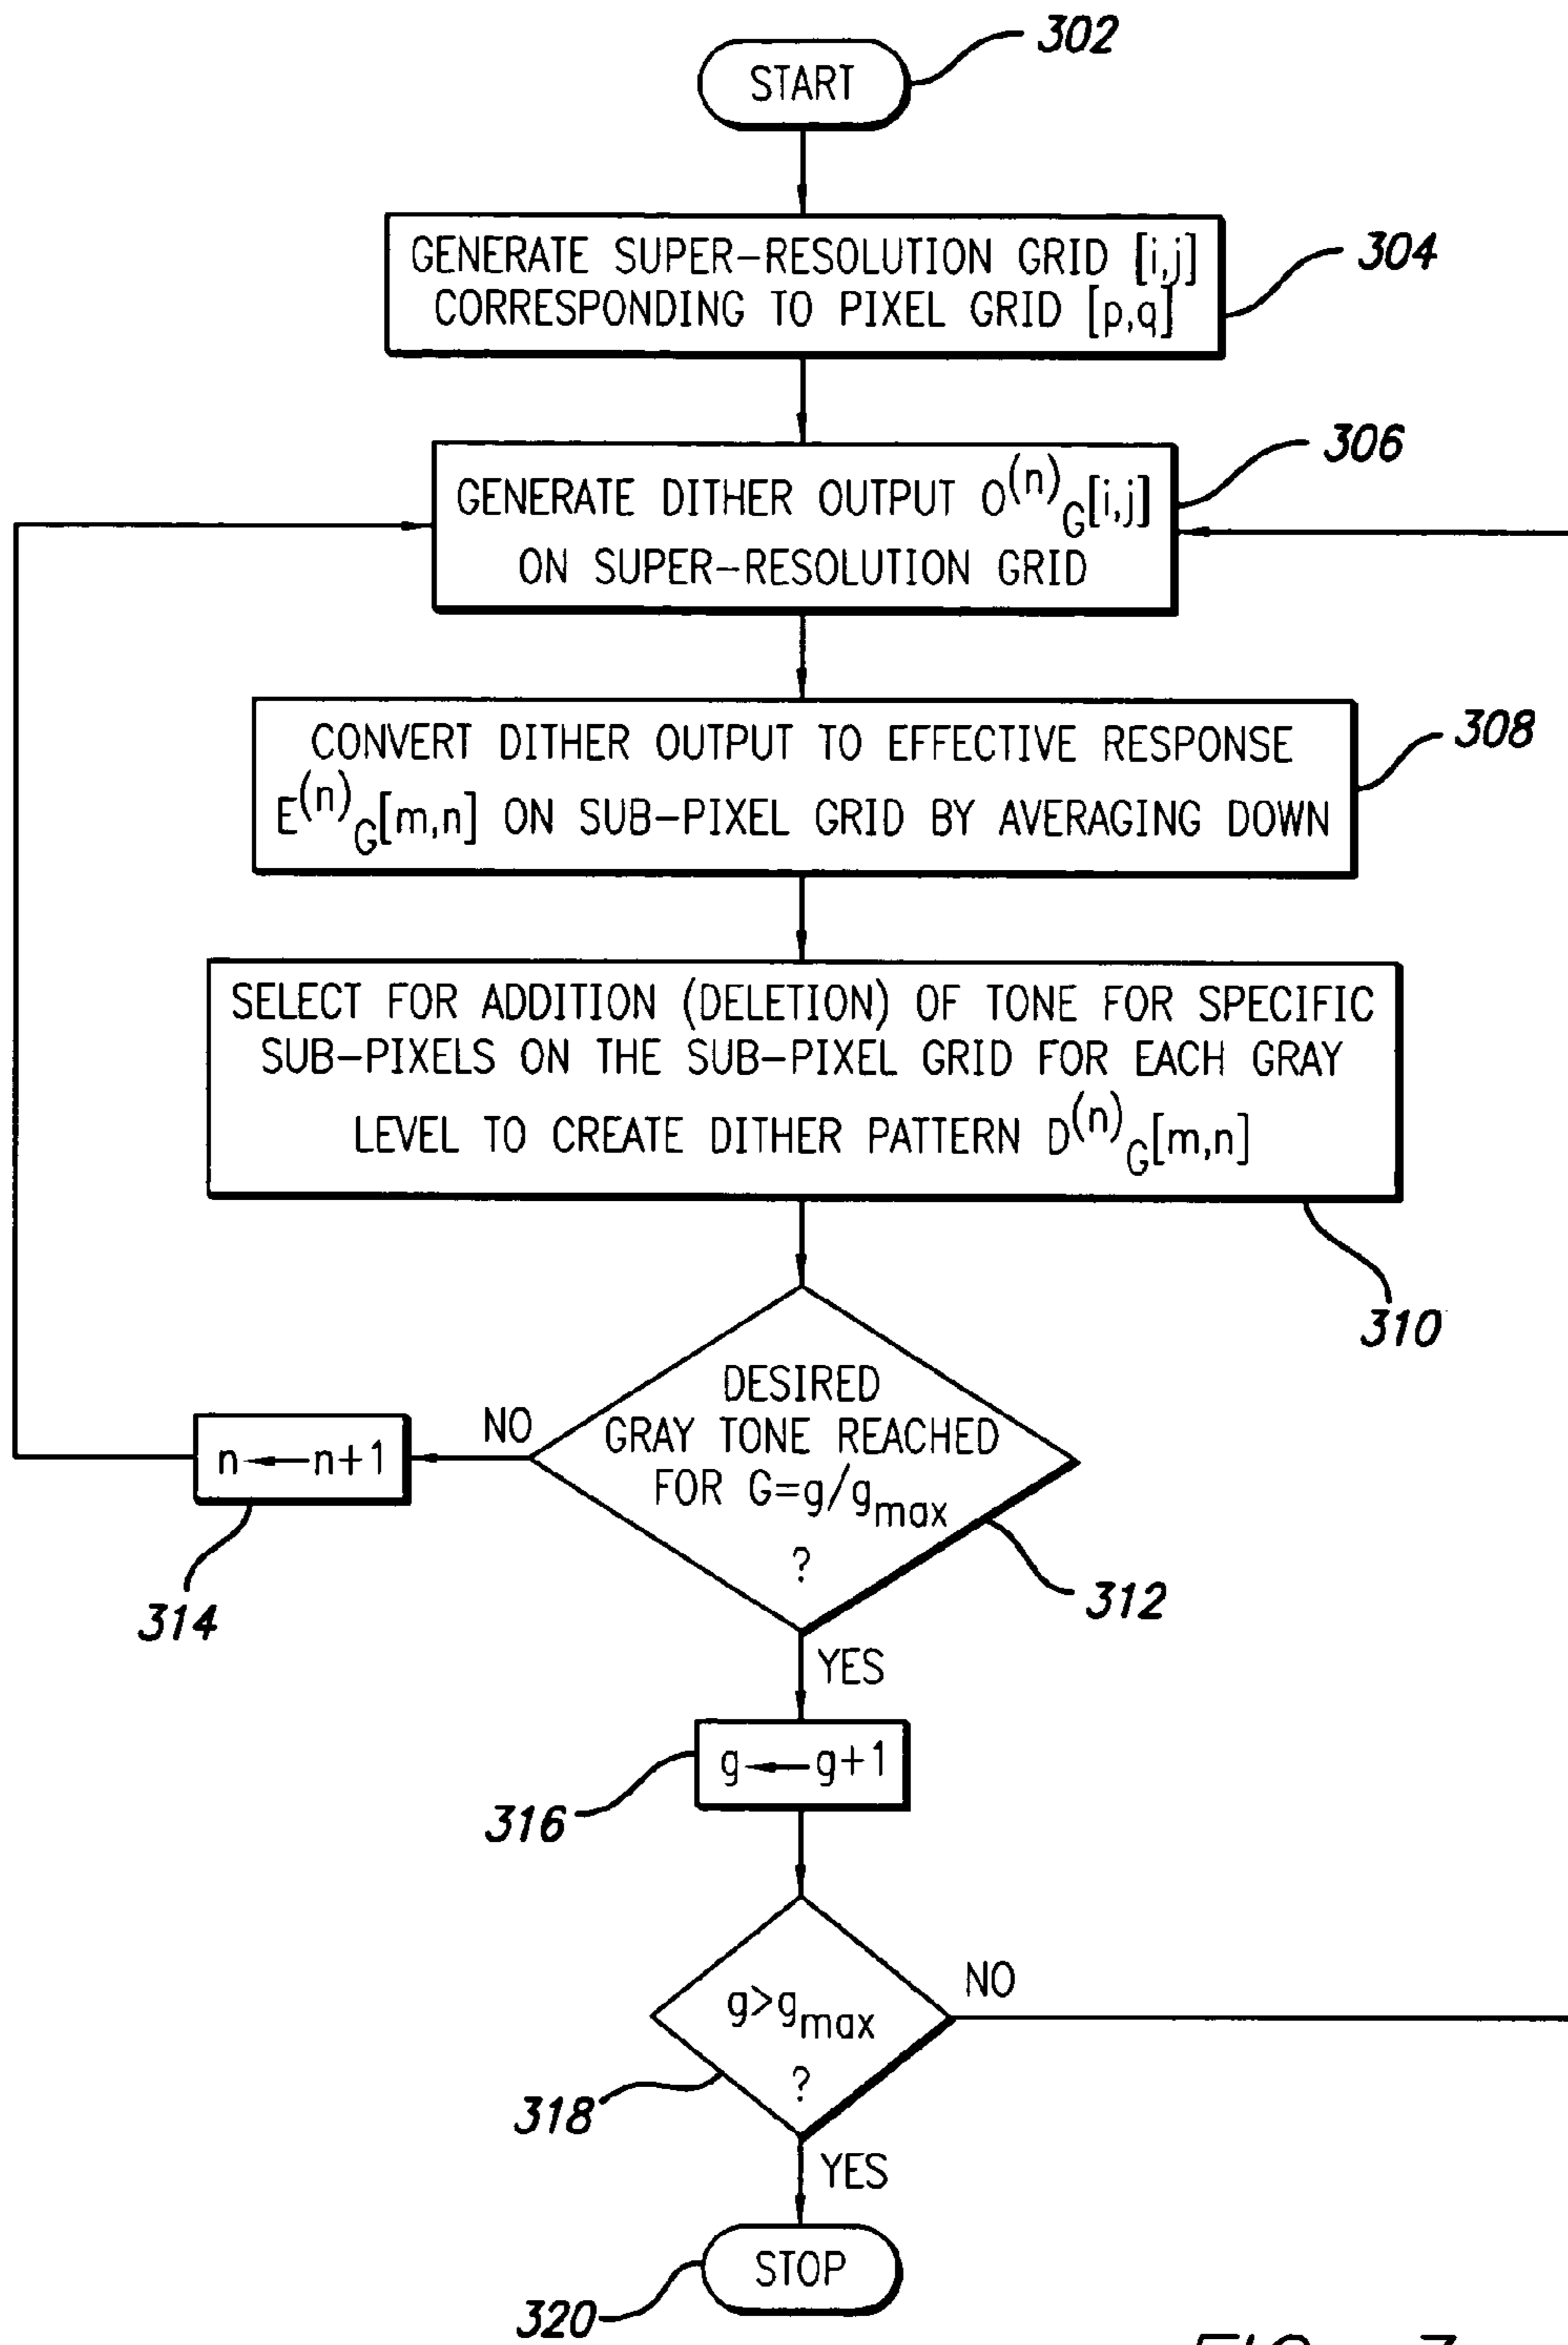 302
START
GENERATE SUPER-RESOLUTION GRID [i,j]
CORRESPONDING TO PIXEL GRID [p,q]
304
306
GENERATE DITHER OUTPUT O(n)G[i,j]
ON SUPER-RESOLUTION GRID
308
CONVERT DITHER OUTPUT TO EFFECTIVE RESPONSE
E(n)G[m,n] ON SUB-PIXEL GRID BY AVERAGING DOWN
SELECT FOR ADDITION (DELETION) OF TONE FOR SPECIFIC
SUB-PIXELS ON THE SUB-PIXEL GRID FOR EACH GRAY
LEVEL TO CREATE DITHER PATTERN D(n)G[m,n]
310
DESIRED
GRAY TONE REACHED
FOR G=g/gmax
?
NO
n←n+1
314
312
YES
g←g+1
316
g>gmax
?
NO
318
YES
STOP
320